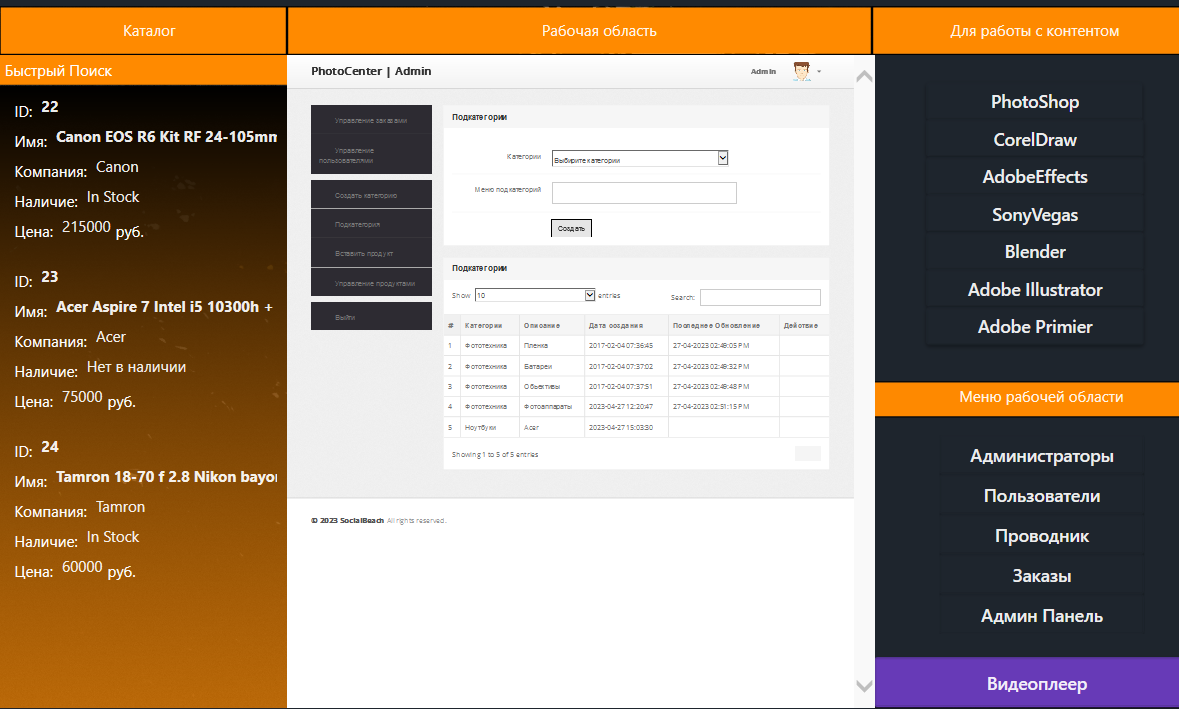 Каталог
Рабочая область
Для работы с контентом
Быстрый Поиск
ID: 22
Имя: Canon EOS R6 Kit RF 24-105mm
Компания: Canon
Наличие: In Stock
Цена: 215000 руб.
ID: 23
Имя: Acer Aspire 7 Intel i5 10300h +
Компания: Acer
Наличие: Нет в наличии
Цена: 75000 руб.
ID: 24
Имя: Tamron 18-70 f 2.8 Nikon bayo
Компания: Tamron
Наличие: In Stock
Цена: 60000 руб.
PhotoCenter | Admin
Admin
Управление заказами
Управление
пользователями
Создать категорию
Подкатегория
Вставить продукт
Управление продуктами
Выйти
Подкатегории
Категории
Выбирите категории
Меню подкатегорий
Создать
Подкатегории
Show 10 entries
Search:
# Категории Описание Дата создания Последнее Обновление Действие
1 Фототехника Пленка 2017-02-04 07:36:45 27-04-2023 02:49:05 PM
2 Фототехника Батареи 2017-02-04 07:37:02 27-04-2023 02:49:32 PM
3 Фототехника Объективы 2017-02-04 07:37:51 27-04-2023 02:49:48 PM
4 Фототехника Фотоаппараты 2023-04-27 12:20:47 27-04-2023 02:51:15 PM
5 Ноутбуки Acer 2023-04-27 15:03:30
Showing 1 to 5 of 5 entries
© 2023 SocialBeach All rights reserved.
PhotoShop
CorelDraw
AdobeEffects
SonyVegas
Blender
Adobe Illustrator
Adobe Primier
Меню рабочей области
Администраторы
Пользователи
Проводник
Заказы
Админ Панель
Видеоплеер